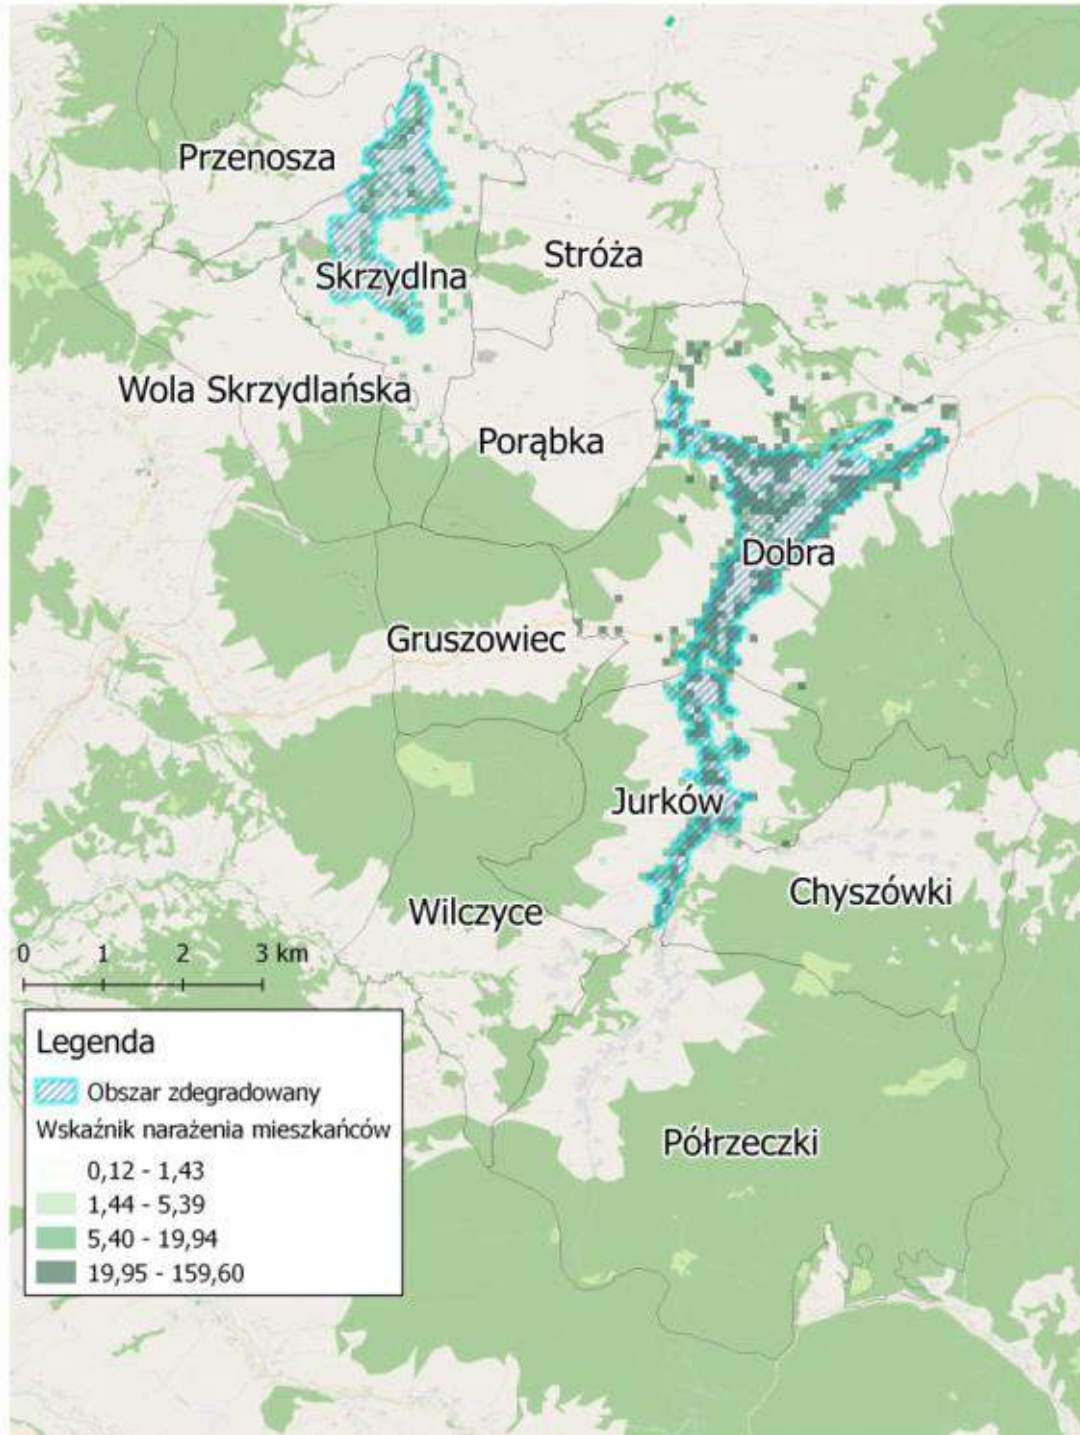 Przenosza
Stróża
Skrzydlna
Wola Skrzydlańska
Porąbka
Dobra
Gruszowiec
Jurków
Chyszówki
Wilczyce
0 1 2 3 km
Legenda
Obszar zdegradowany
Wskaźnik narażenia mieszkańców
0,12 - 1,43
1,44 - 5,39
5,40 - 19,94
19,95 - 159,60
Półrzeczki